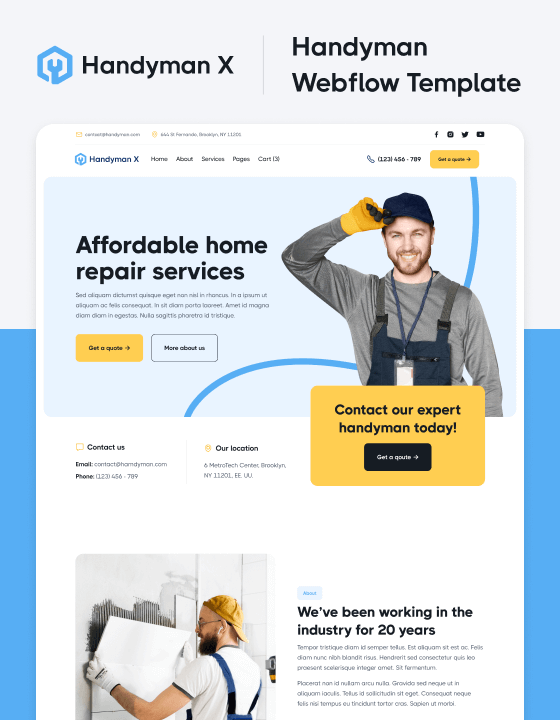 Handyman X
Handyman
Webflow Template
contact@handyman.com
644 St Fernando, Brooklyn, NY 11201
Handyman X
Home
About
Services
Pages
Cart (3)
(123) 456 - 789
Get a quote →
Affordable home
repair services
Sed aliquam dictumst quisque eget non nisl in rhoncus. In a ipsum ut
aliquam ac felis consequat. In sit diam porta laoreet. Amet id magna
diam diam in egestas. Nulla sagittis pharetra id tristique.
Get a quote →
More about us
Contact our expert
handyman today!
Get a qoute →
Contact us
Email: contact@handyman.com
Phone: (123) 456 - 789
Our location
6 MetroTech Center, Brooklyn,
NY 11201, EE. UU.
About
We've been working in the
industry for 20 years
Tempor tristique diam id semper tellus. Est aliquam sit est ac. Felis
diam nunc nibh blandit risus. Hendrerit sed consectetur quis leo
praesent scelerisque integer amet. Sit fermentum.
Placerat non id nullam arcu nulla. Gravida sed neque ut in
aliquam iaculis. Tellus id sollicitudin sit eget. Consequat neque
felis nisi tempus eu tincidunt tortor cras. Sapien ut morbi.